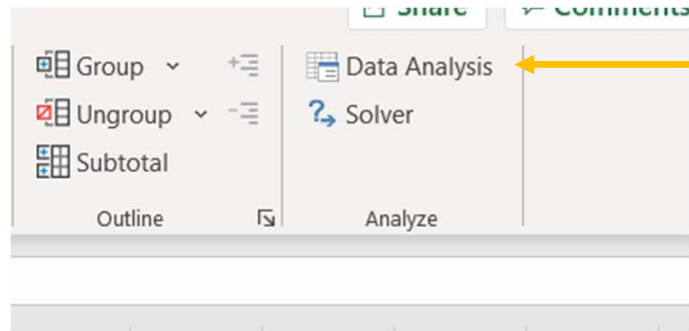 Share Comments
Group Data Analysis
Ungroup Solver
Subtotal
Outline Analyze